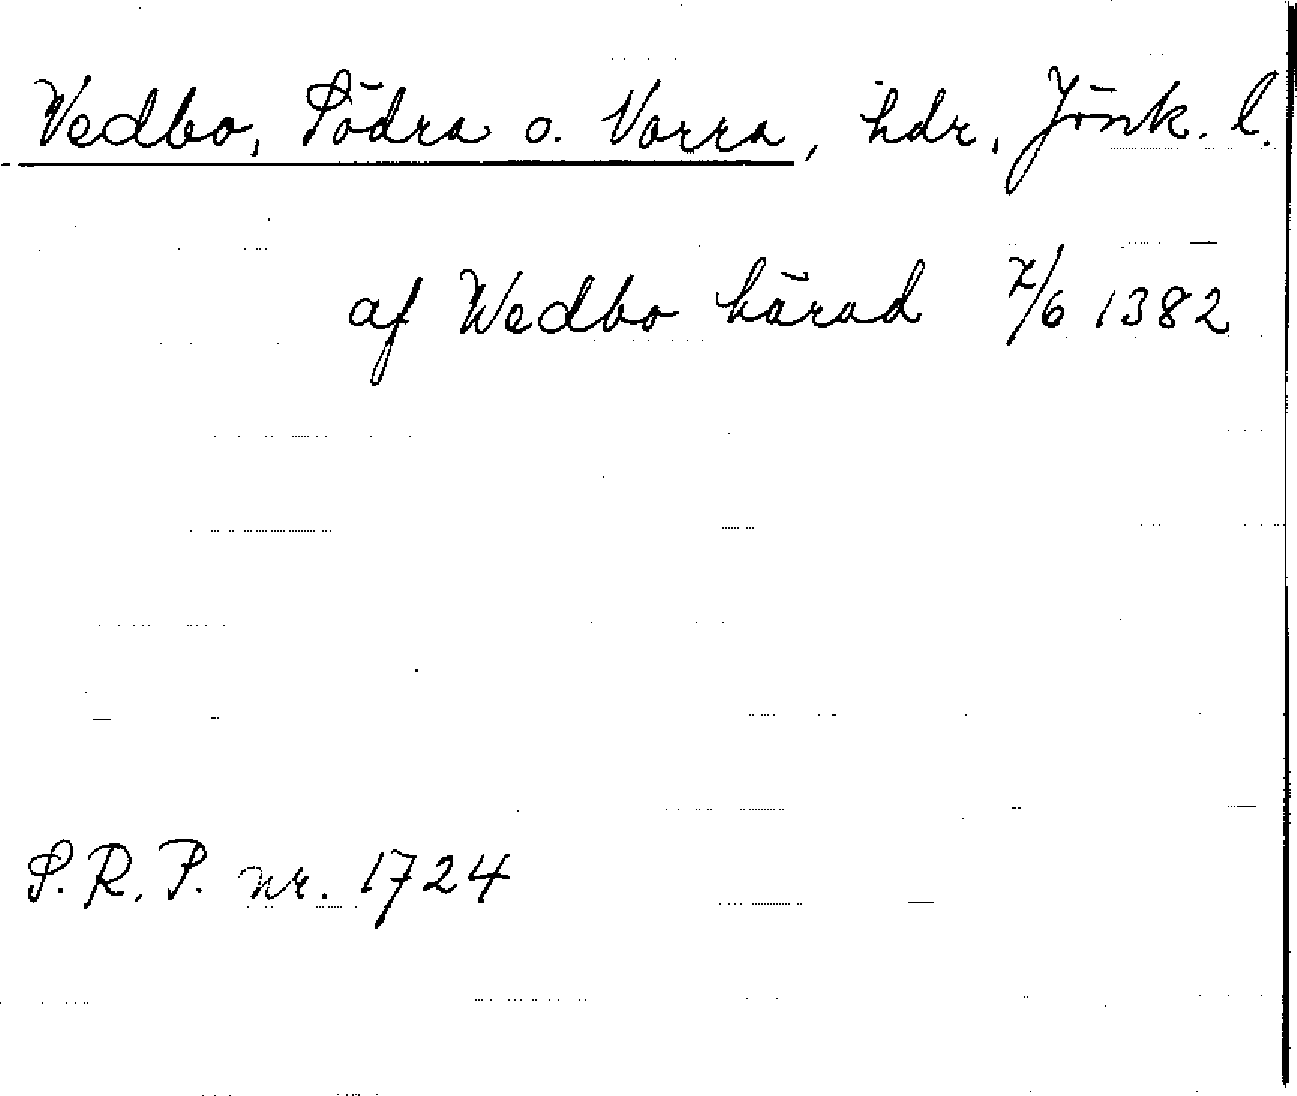 Vedbo, Södra o. Norra, hdr, Jönk. l.
af Wedbo härad 7/6 1382
S.R.P. nr. 1724